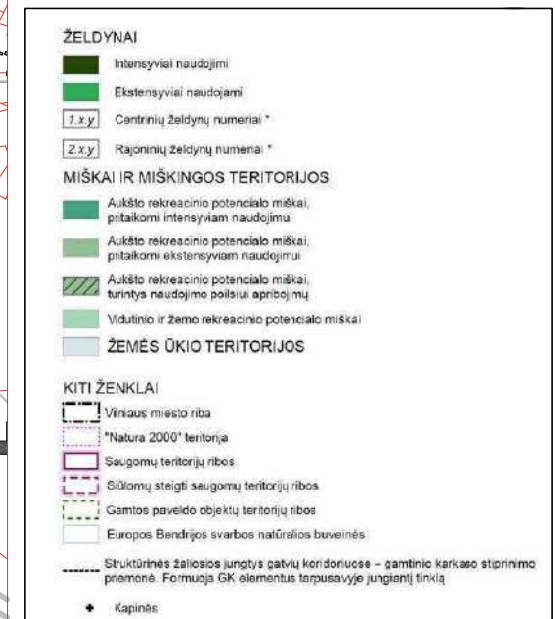 ŽELDYNAI
Intensyviai naudojimi
Ekstensyviai naudojami
1.x.y Centrinių želdynų numeriai *
2.x.y Rajoninių želdynų numeriai *
MIŠKAI IR MIŠKINGOS TERITORIJOS
Aukšto rekreacinio potencialo miškai,
pritaikomi intensyviam naudojimu
Aukšto rekreacinio potencialo miškai,
pritaikomi ekstensyviam naudojimui
Aukšto rekreacinio potencialo miškai,
turintys naudojimo poilsiui apribojmų
Vidutinio ir žemo rekreacinio potencialo miškai
ŽEMĖS ŪKIO TERITORIJOS
KITI ŽENKLAI
Vilniaus miesto riba
"Natura 2000" teritorija
Saugomų teritorijų ribos
Siūlomų steigti saugomų teritorijų ribos
Gamtos paveldo objektų teritorijų ribos
Europos Bendrijos svarbos natūralios buveinės
Struktūrinės žaliosios jungtys gatvių koridoriuose – gamtinio karkaso stiprinimo
priemonė. Formuoja GK elementus tarpusavyje jungiantį tinklą
Kapinės